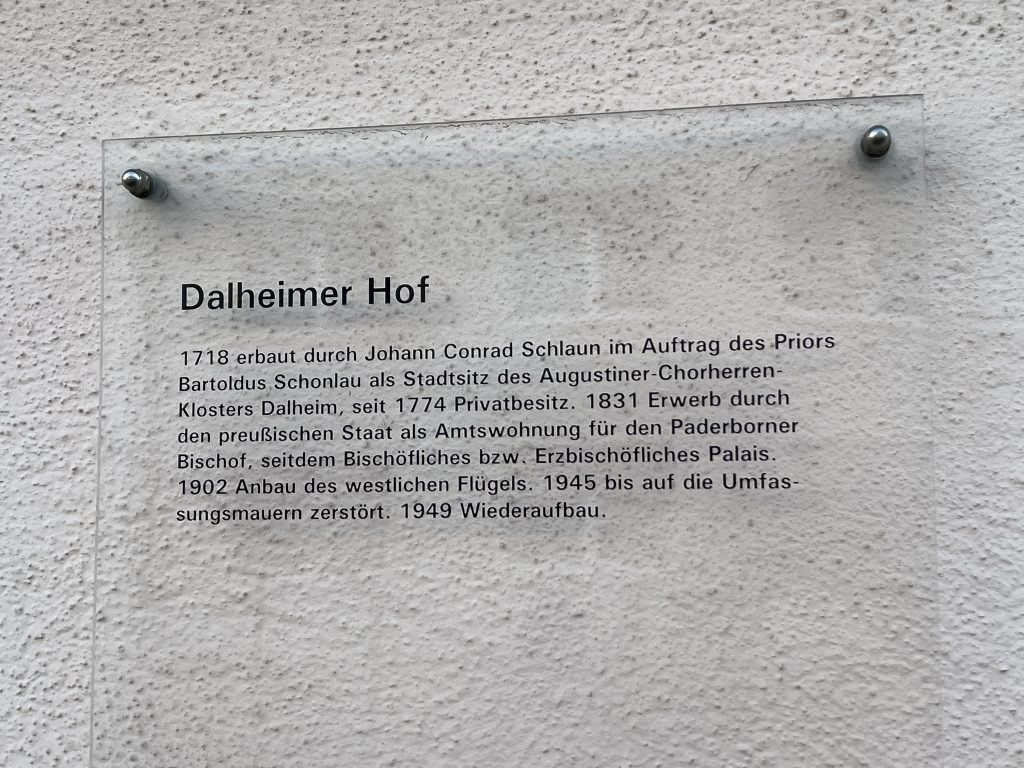 Dalheimer Hof
1718 erbaut durch Johann Conrad Schlaun im Auftrag des Priors
Bartoldus Schonlau als Stadtsitz des Augustiner-Chorherren-
Klosters Dalheim, seit 1774 Privatbesitz. 1831 Erwerb durch
den preußischen Staat als Amtswohnung für den Paderborner
Bischof, seitdem Bischöfliches bzw. Erzbischöfliches Palais.
1902 Anbau des westlichen Flügels. 1945 bis auf die Umfas-
sungsmauern zerstört. 1949 Wiederaufbau.